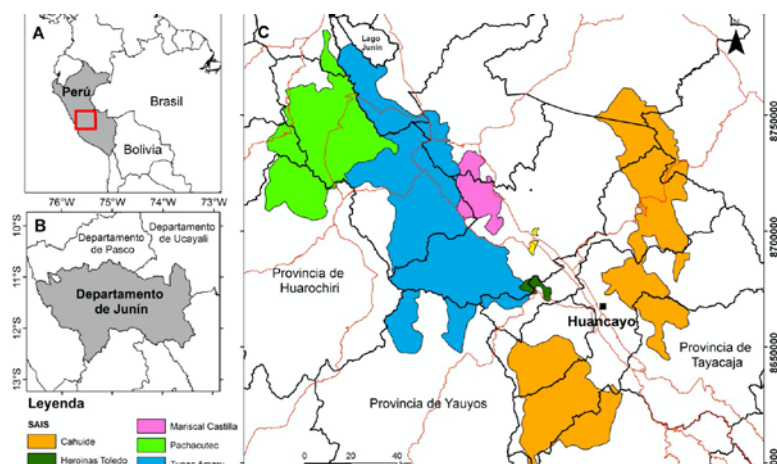 A
Perú
Brasil
Bolivia
76°W
75°W
74°W
73°W
B
10°S
11°S
12°S
13°S
Departamento
de Ucayali
Departamento
de Pasco
Departamento
de Junín
Leyenda
SAIS
Cahuide
Heroinas Toledo
Mariscal Castilla
Pachacutec
Tupac Amaru
C
Lago
Junín
N
Provincia de
Huarochiri
Huancayo
Provincia de
Tayacaja
Provincia de Yauyos
8750000
8700000
8650000
0
20
40